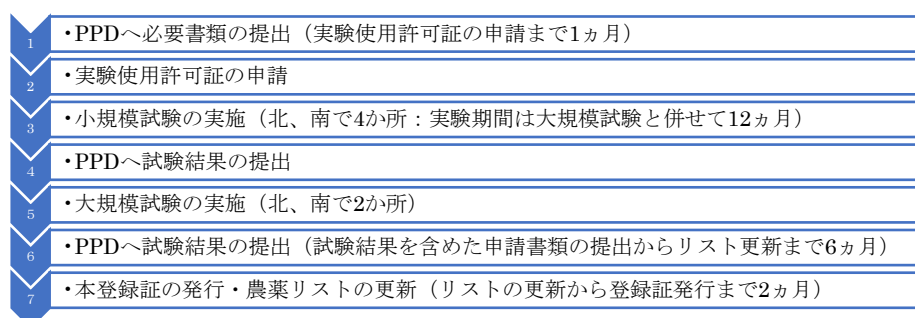 1 ・PPDへ必要書類の提出（実験使用許可証の申請まで1ヵ月）
2 ・実験使用許可証の申請
3 ・小規模試験の実施（北、南で4か所：実験期間は大規模試験と併せて12ヵ月）
4 ・PPDへ試験結果の提出
5 ・大規模試験の実施（北、南で2か所）
6 ・PPDへ試験結果の提出（試験結果を含めた申請書類の提出からリスト更新まで6ヵ月）
7 ・本登録証の発行・農薬リストの更新（リストの更新から登録証発行まで2ヵ月）